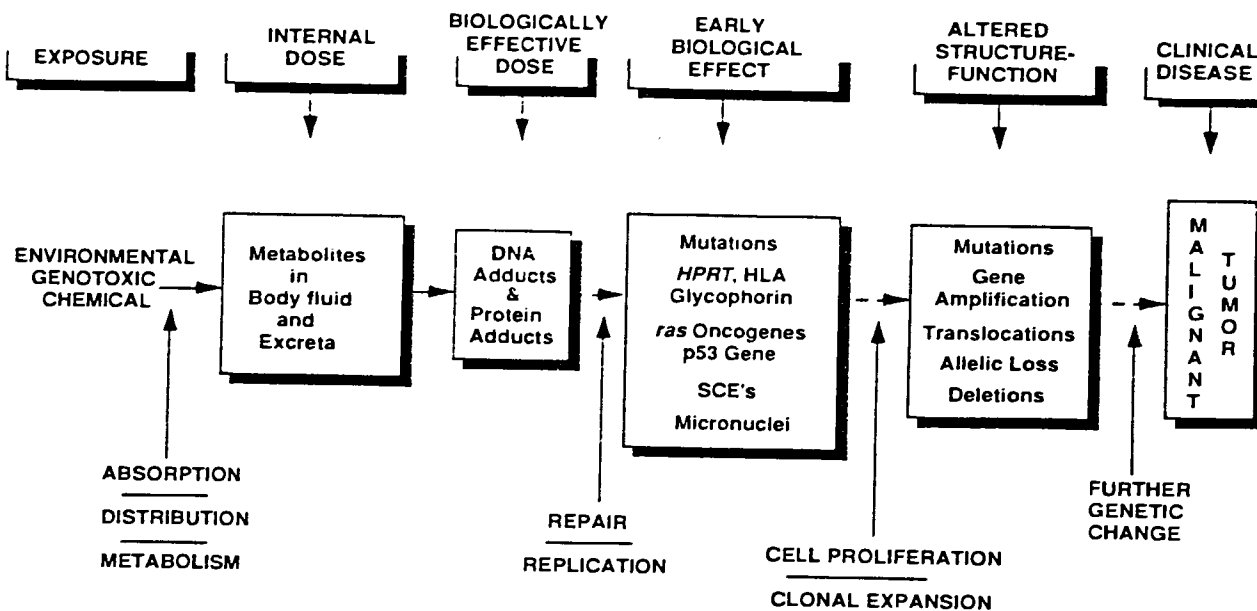 EXPOSURE
INTERNAL
DOSE
BIOLOGICALLY
EFFECTIVE
DOSE
EARLY
BIOLOGICAL
EFFECT
ALTERED
STRUCTURE-
FUNCTION
CLINICAL
DISEASE
ENVIRONMENTAL
GENOTOXIC
CHEMICAL
Metabolites
in
Body fluid
and
Excreta
DNA
Adducts
&
Protein
Adducts
Mutations
HPRT, HLA
Glycophorin
ras Oncogenes
p53 Gene
SCE's
Micronuclei
Mutations
Gene
Amplification
Translocations
Allelic Loss
Deletions
MALIGNANT
TUMOR
ABSORPTION
DISTRIBUTION
METABOLISM
REPAIR
REPLICATION
CELL PROLIFERATION
CLONAL EXPANSION
FURTHER
GENETIC
CHANGE